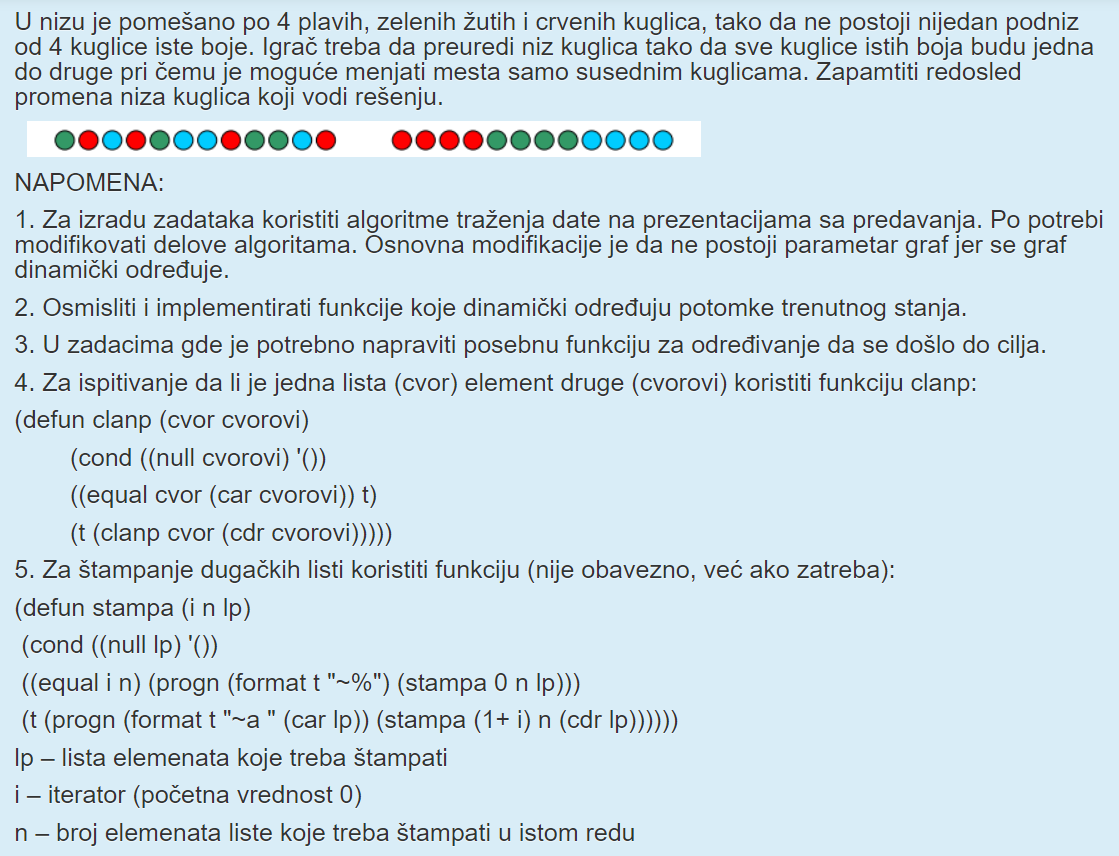 U nizu je pomešano po 4 plavih, zelenih žutih i crvenih kuglica, tako da ne postoji nijedan podniz
od 4 kuglice iste boje. Igrač treba da preuredi niz kuglica tako da sve kuglice istih boja budu jedna
do druge pri čemu je moguće menjati mesta samo susednim kuglicama. Zapamtiti redosled
promena niza kuglica koji vodi rešenju.
NAPOMENA:
1. Za izradu zadataka koristiti algoritme traženja date na prezentacijama sa predavanja. Po potrebi
modifikovati delove algoritama. Osnovna modifikacije je da ne postoji parametar graf jer se graf
dinamički određuje.
2. Osmisliti i implementirati funkcije koje dinamički određuju potomke trenutnog stanja.
3. U zadacima gde je potrebno napraviti posebnu funkciju za određivanje da se došlo do cilja.
4. Za ispitivanje da li je jedna lista (cvor) element druge (cvorovi) koristiti funkciju clanp:
(defun clanp (cvor cvorovi)
(cond ((null cvorovi) '())
((equal cvor (car cvorovi)) t)
(t (clanp cvor (cdr cvorovi)))))
5. Za štampanje dugačkih listi koristiti funkciju (nije obavezno, već ako zatreba):
(defun stampa (i n lp)
(cond ((null lp) '())
((equal i n) (progn (format t "~%") (stampa 0 n lp)))
(t (progn (format t "~a " (car lp)) (stampa (1+ i) n (cdr lp))))))
lp – lista elemenata koje treba štampati
i – iterator (početna vrednost 0)
n – broj elemenata liste koje treba štampati u istom redu